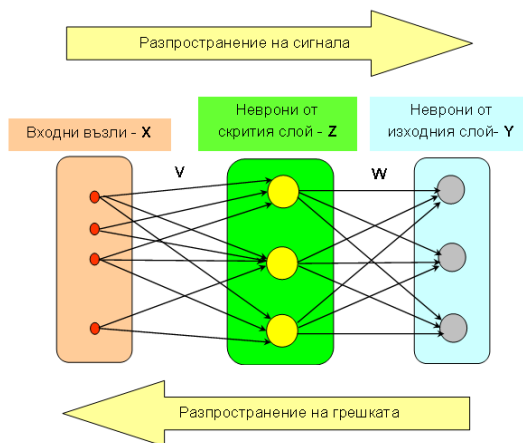 Разпространение на сигнала
Входни възли - X
Неврони от
скрития слой - Z
Неврони от
изходния слой- Y
V
W
Разпространение на грешката